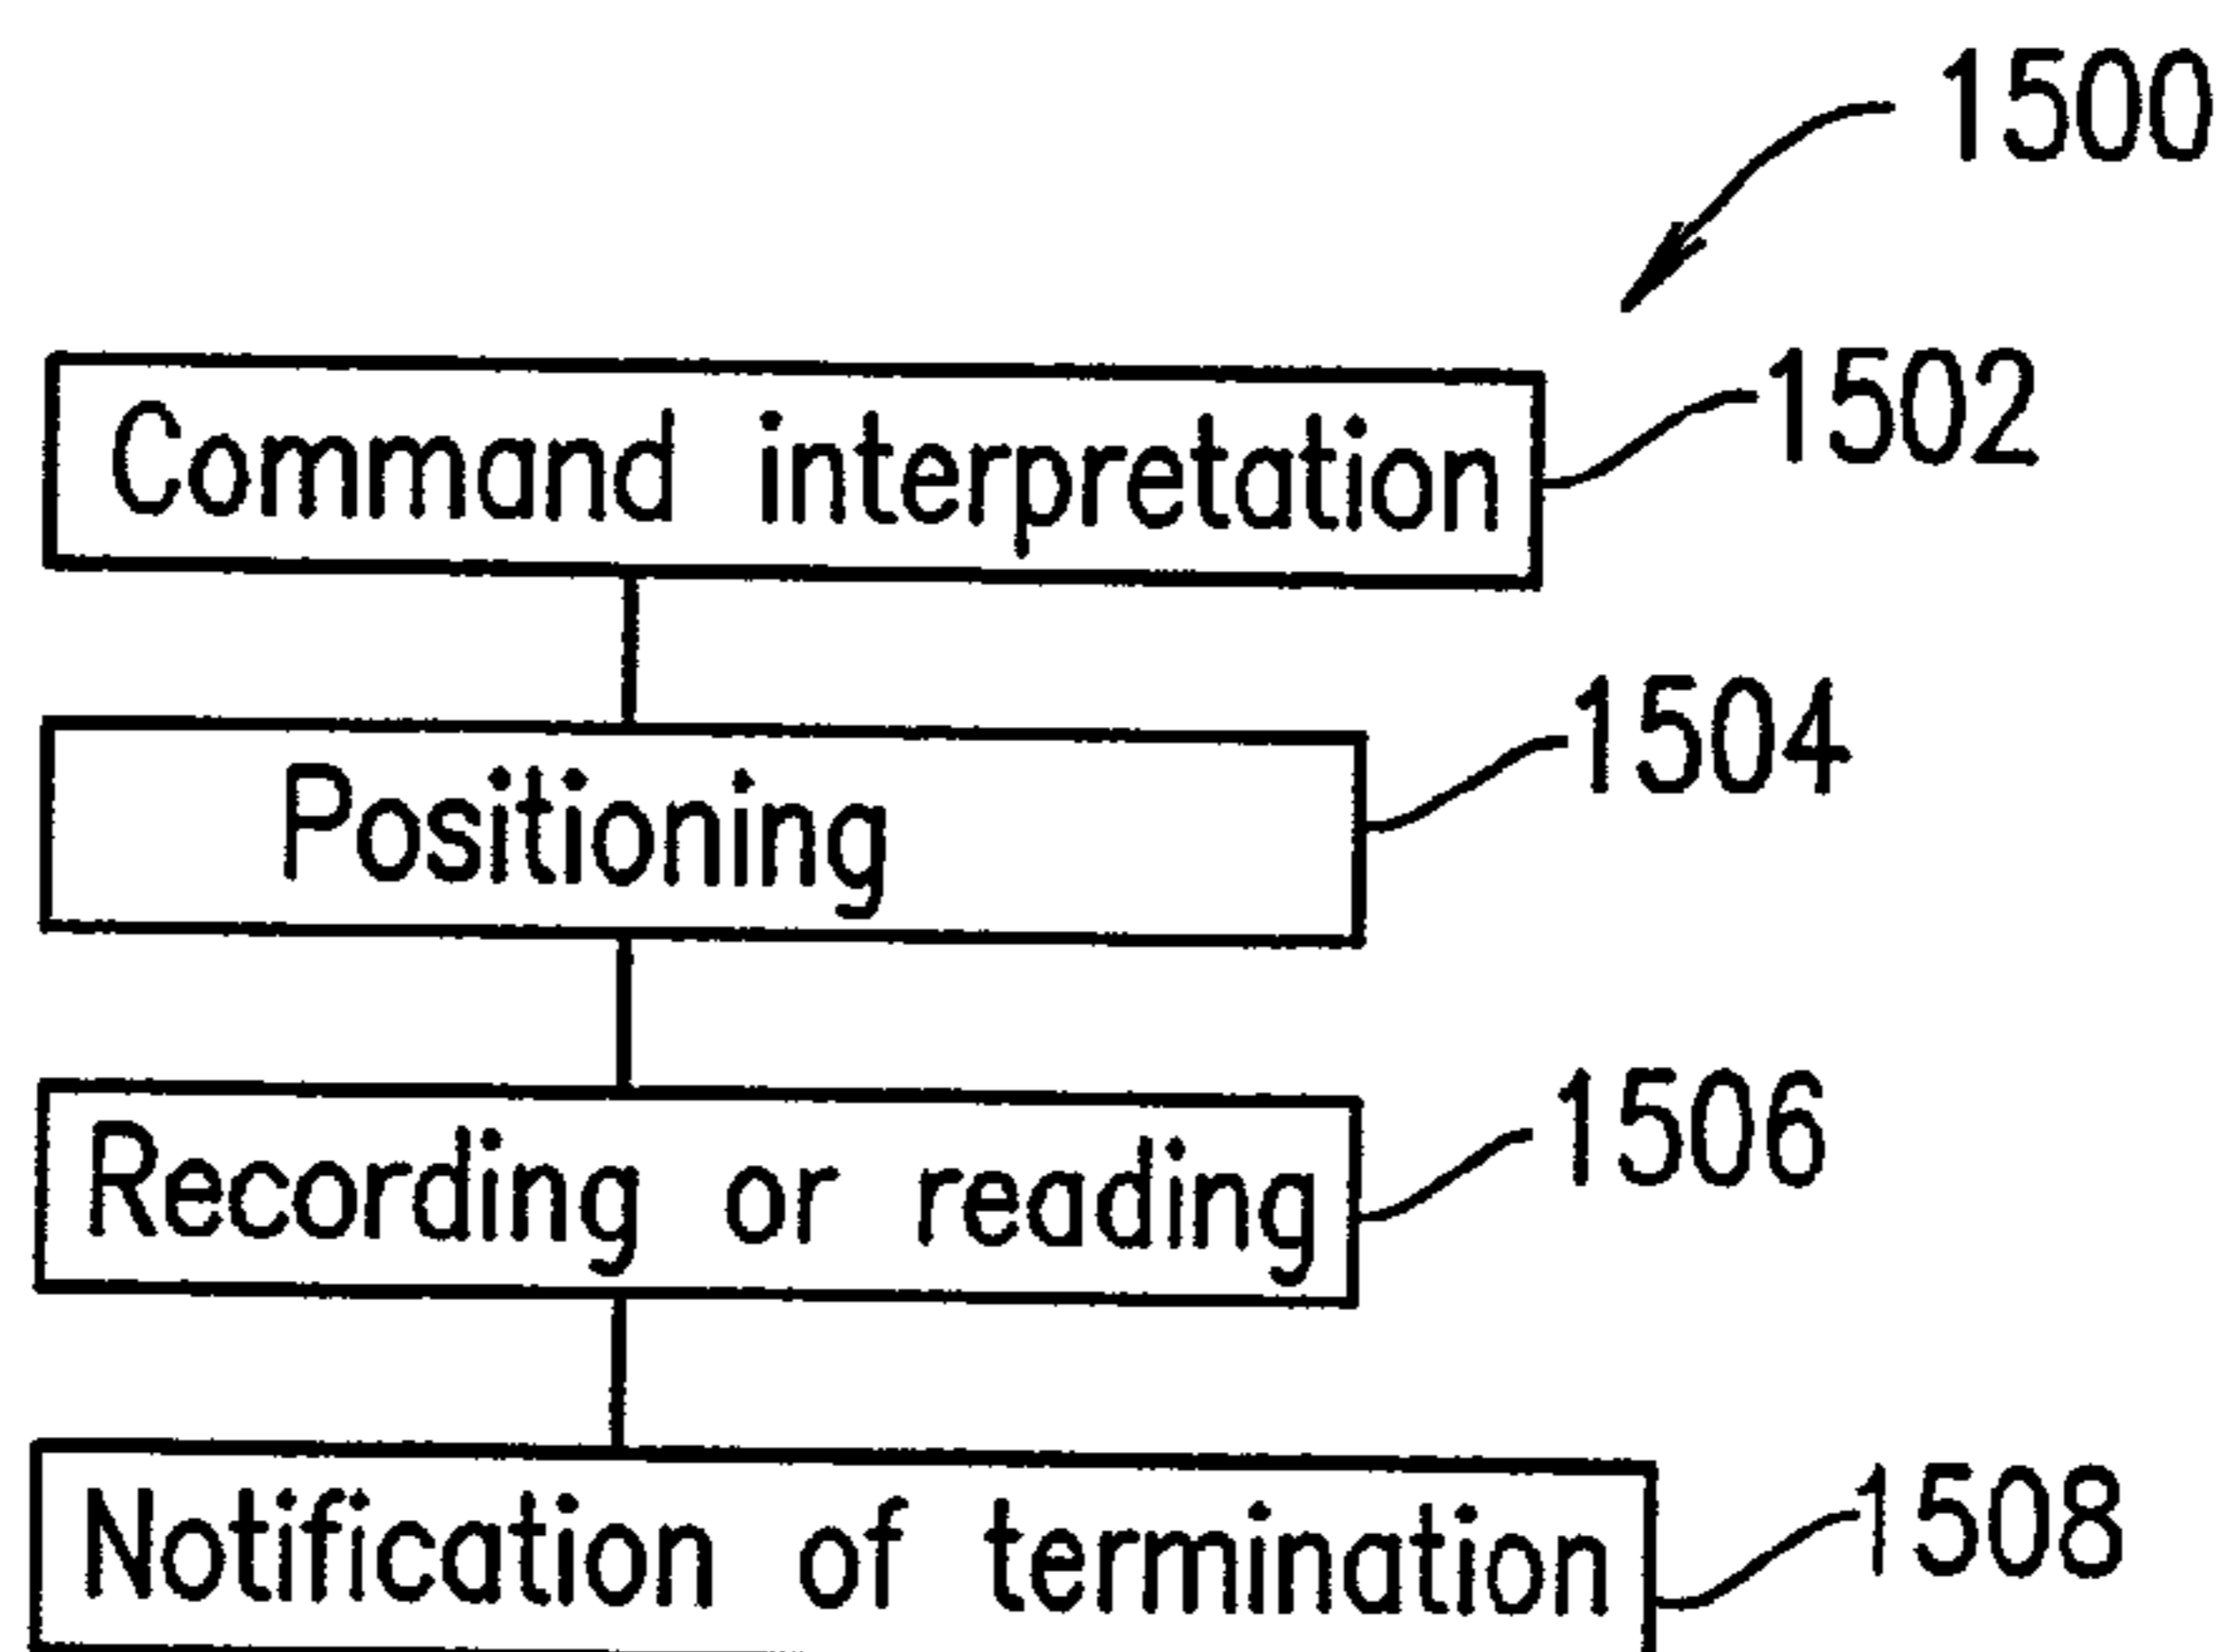 1500
Command interpretation 1502
Positioning 1504
Recording or reading 1506
Notification of termination 1508